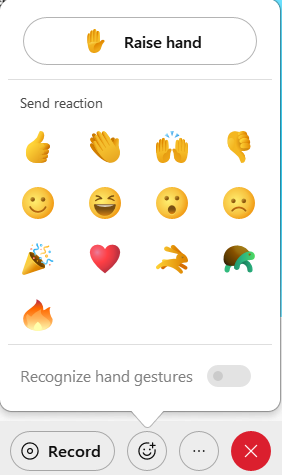 Raise hand
Send reaction
Recognize hand gestures
Record